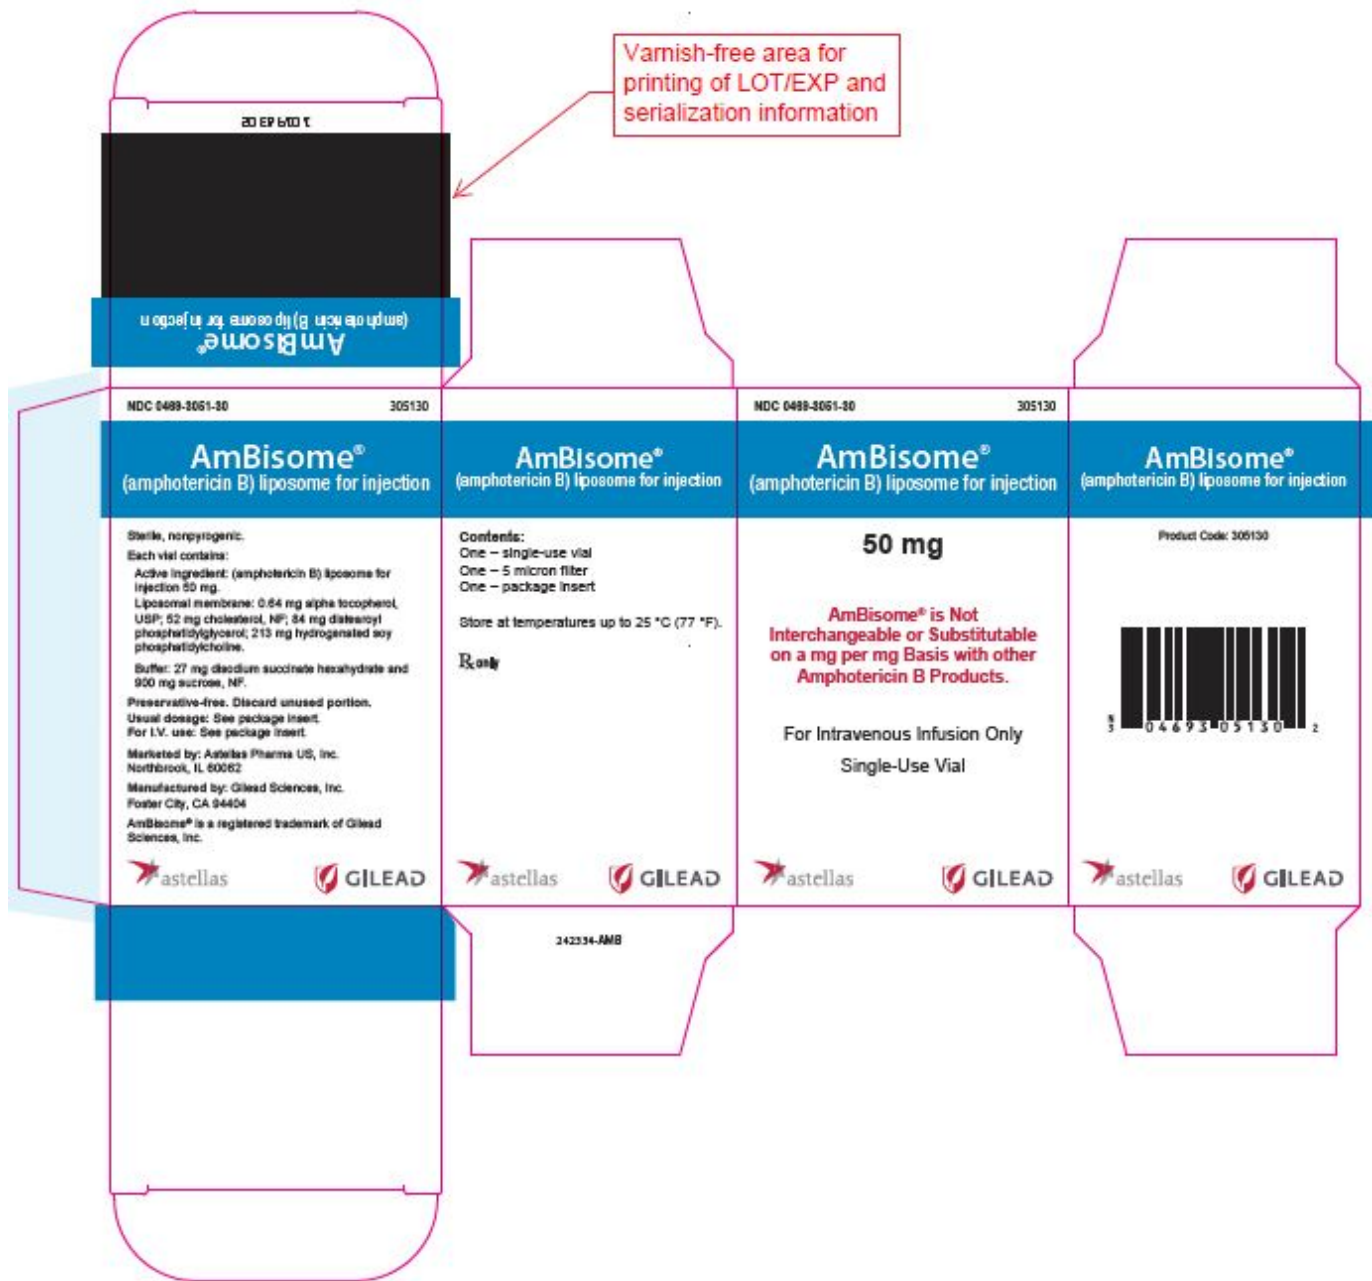 Varnish-free area for
printing of LOT/EXP and
serialization information
AmBisome®
(amphotericin B) liposome for injection
NDC 0469-3051-30 305130
AmBisome®
(amphotericin B) liposome for injection
Sterile, nonpyrogenic.
Each vial contains:
Active ingredient: (amphotericin B) liposome for
injection 50 mg.
Liposomal membrane: 0.64 mg alpha tocopherol,
USP; 52 mg cholesterol, NF; 84 mg distearoyl
phosphatidylglycerol; 213 mg hydrogenated soy
phosphatidylcholine.
Buffer: 27 mg disodium succinate hexahydrate and
900 mg sucrose, NF.
Preservative-free. Discard unused portion.
Usual dosage: See package insert.
For I.V. use: See package insert.
Marketed by: Astellas Pharma US, Inc.
Northbrook, IL 60062
Manufactured by: Gilead Sciences, Inc.
Foster City, CA 94404
AmBisome® is a registered trademark of Gilead
Sciences, Inc.
astellas GILEAD
AmBisome®
(amphotericin B) liposome for injection
Contents:
One – single-use vial
One – 5 micron filter
One – package insert
Store at temperatures up to 25 °C (77 °F).
℞ only
astellas GILEAD
242334-AMB
NDC 0469-3051-30 305130
AmBisome®
(amphotericin B) liposome for injection
50 mg
AmBisome® is Not
Interchangeable or Substitutable
on a mg per mg Basis with other
Amphotericin B Products.
For Intravenous Infusion Only
Single-Use Vial
astellas GILEAD
AmBisome®
(amphotericin B) liposome for injection
Product Code: 305130
N
3 04693 05130 2
astellas GILEAD